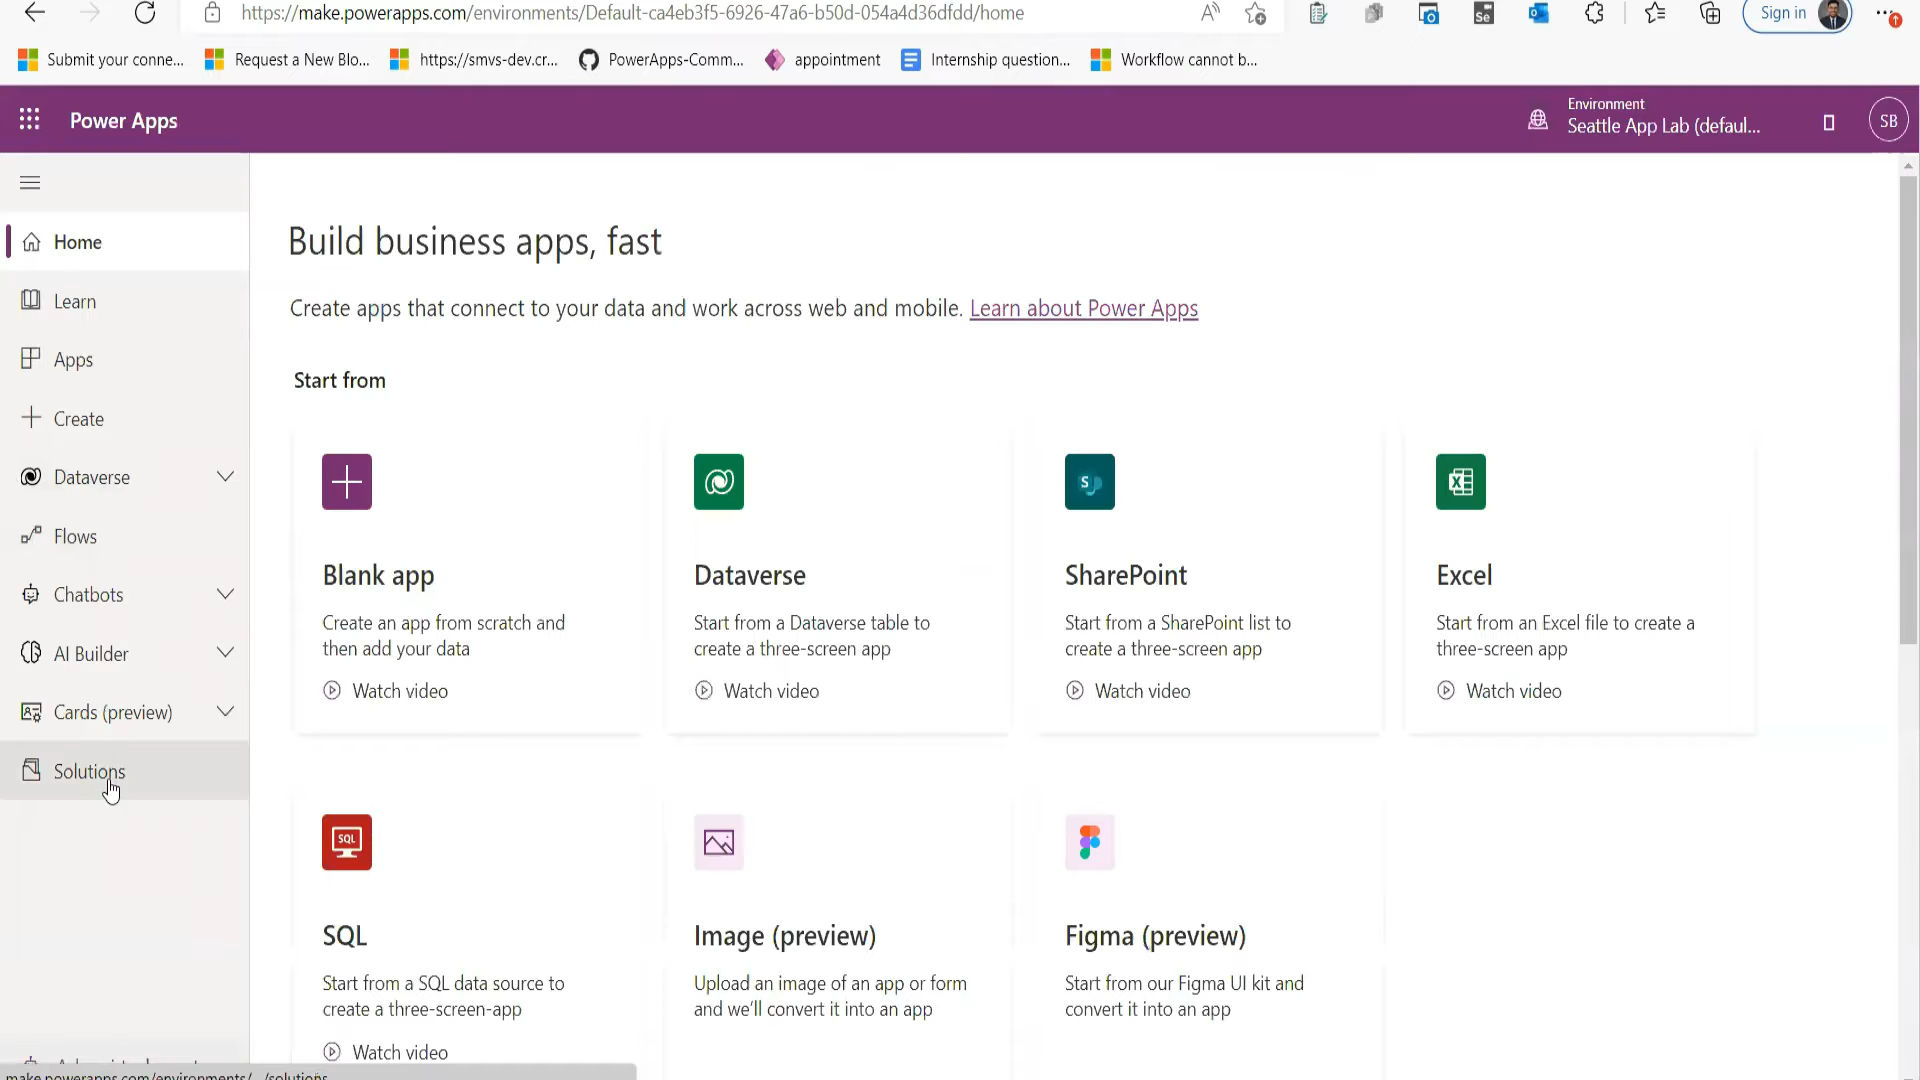 https://make.powerapps.com/environments/Default-ca4eb3f5-6926-47a6-b50d-054a4d36dfdd/home
Sign in
Submit your conne...
Request a New Blo...
https://smvs-dev.cr...
PowerApps-Comm...
appointment
Internship question...
Workflow cannot b...
Power Apps
Environment
Seattle App Lab (defaul...
SB
Home
Learn
Apps
Create
Dataverse
Flows
Chatbots
AI Builder
Cards (preview)
Solutions
Build business apps, fast
Create apps that connect to your data and work across web and mobile. Learn about Power Apps
Start from
Blank app
Create an app from scratch and
then add your data
Watch video
Dataverse
Start from a Dataverse table to
create a three-screen app
Watch video
SharePoint
Start from a SharePoint list to
create a three-screen app
Watch video
Excel
Start from an Excel file to create a
three-screen app
Watch video
SQL
SQL
Start from a SQL data source to
create a three-screen-app
Watch video
Image (preview)
Upload an image of an app or form
and we'll convert it into an app
Figma (preview)
Start from our Figma UI kit and
convert it into an app
make.powerapps.com/environments/.../solutions